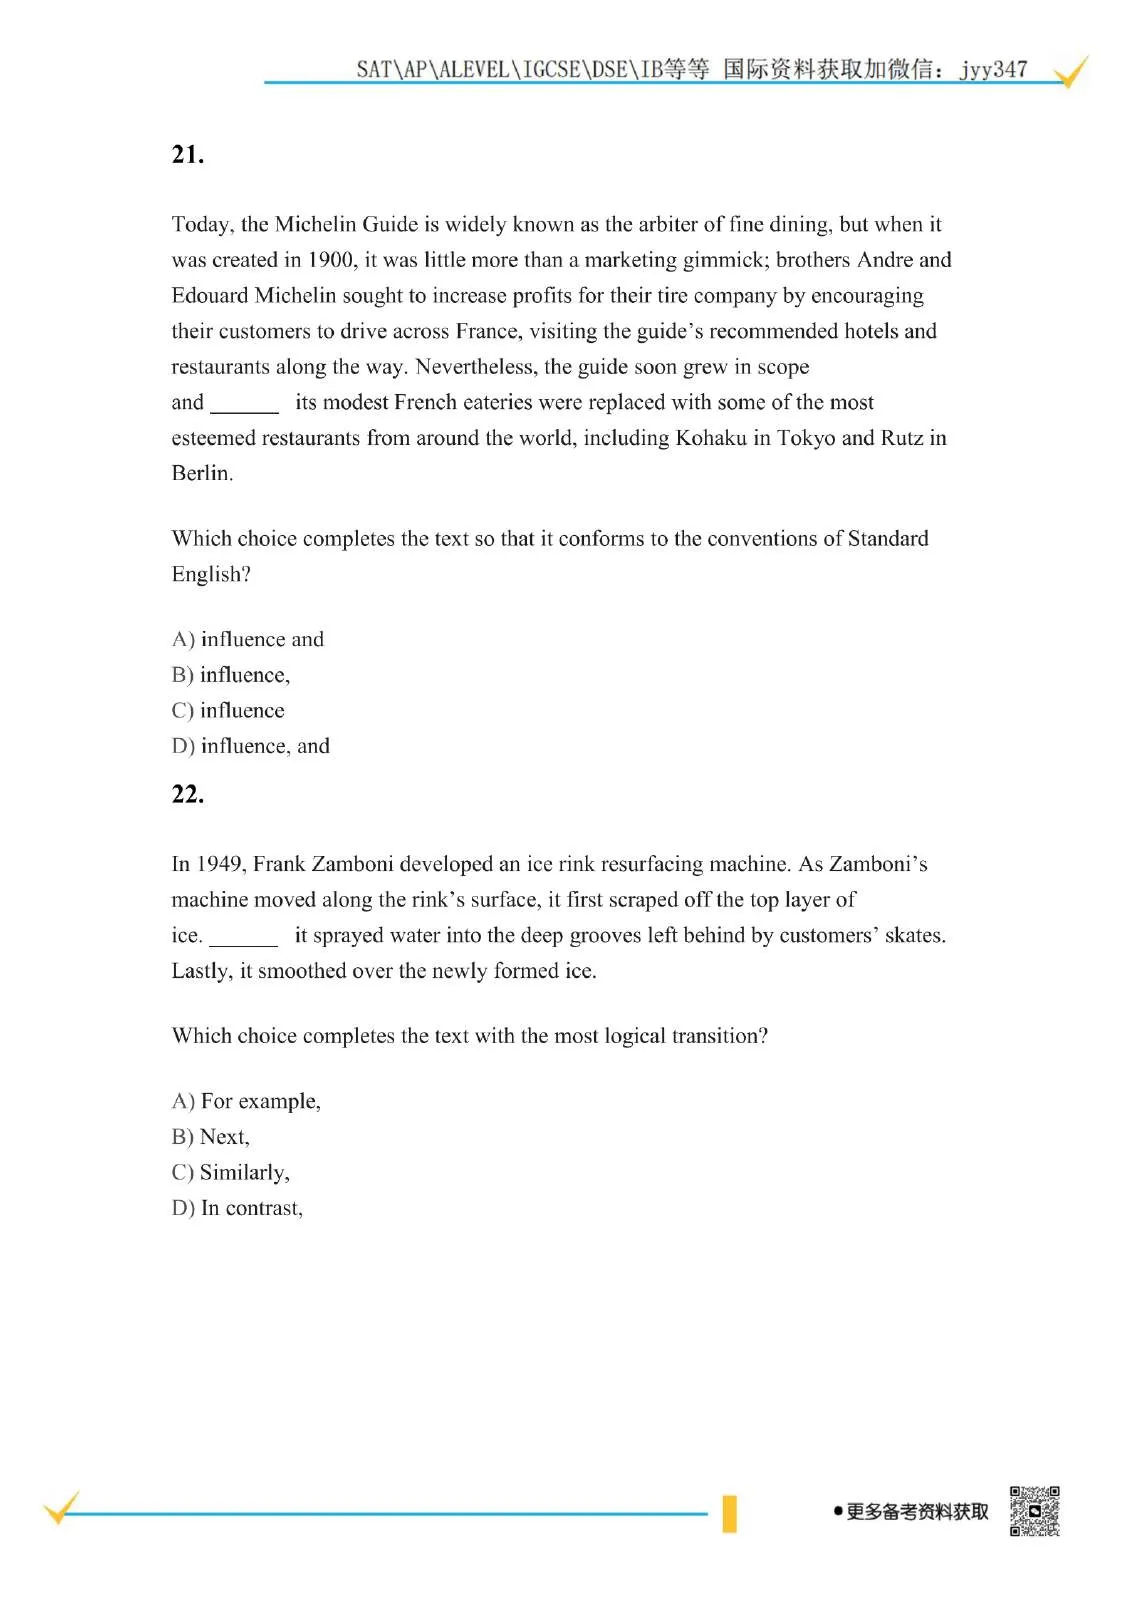 SAT\AP\ALEVEL\IGCSE\DSE\IB等等 国际资料获取加微信：jyy347
21.
Today, the Michelin Guide is widely known as the arbiter of fine dining, but when it
was created in 1900, it was little more than a marketing gimmick; brothers Andre and
Edouard Michelin sought to increase profits for their tire company by encouraging
their customers to drive across France, visiting the guide’s recommended hotels and
restaurants along the way. Nevertheless, the guide soon grew in scope
and ______ its modest French eateries were replaced with some of the most
esteemed restaurants from around the world, including Kohaku in Tokyo and Rutz in
Berlin.
Which choice completes the text so that it conforms to the conventions of Standard
English?
A) influence and
B) influence,
C) influence
D) influence, and
22.
In 1949, Frank Zamboni developed an ice rink resurfacing machine. As Zamboni’s
machine moved along the rink’s surface, it first scraped off the top layer of
ice. ______ it sprayed water into the deep grooves left behind by customers’ skates.
Lastly, it smoothed over the newly formed ice.
Which choice completes the text with the most logical transition?
A) For example,
B) Next,
C) Similarly,
D) In contrast,
●更多备考资料获取